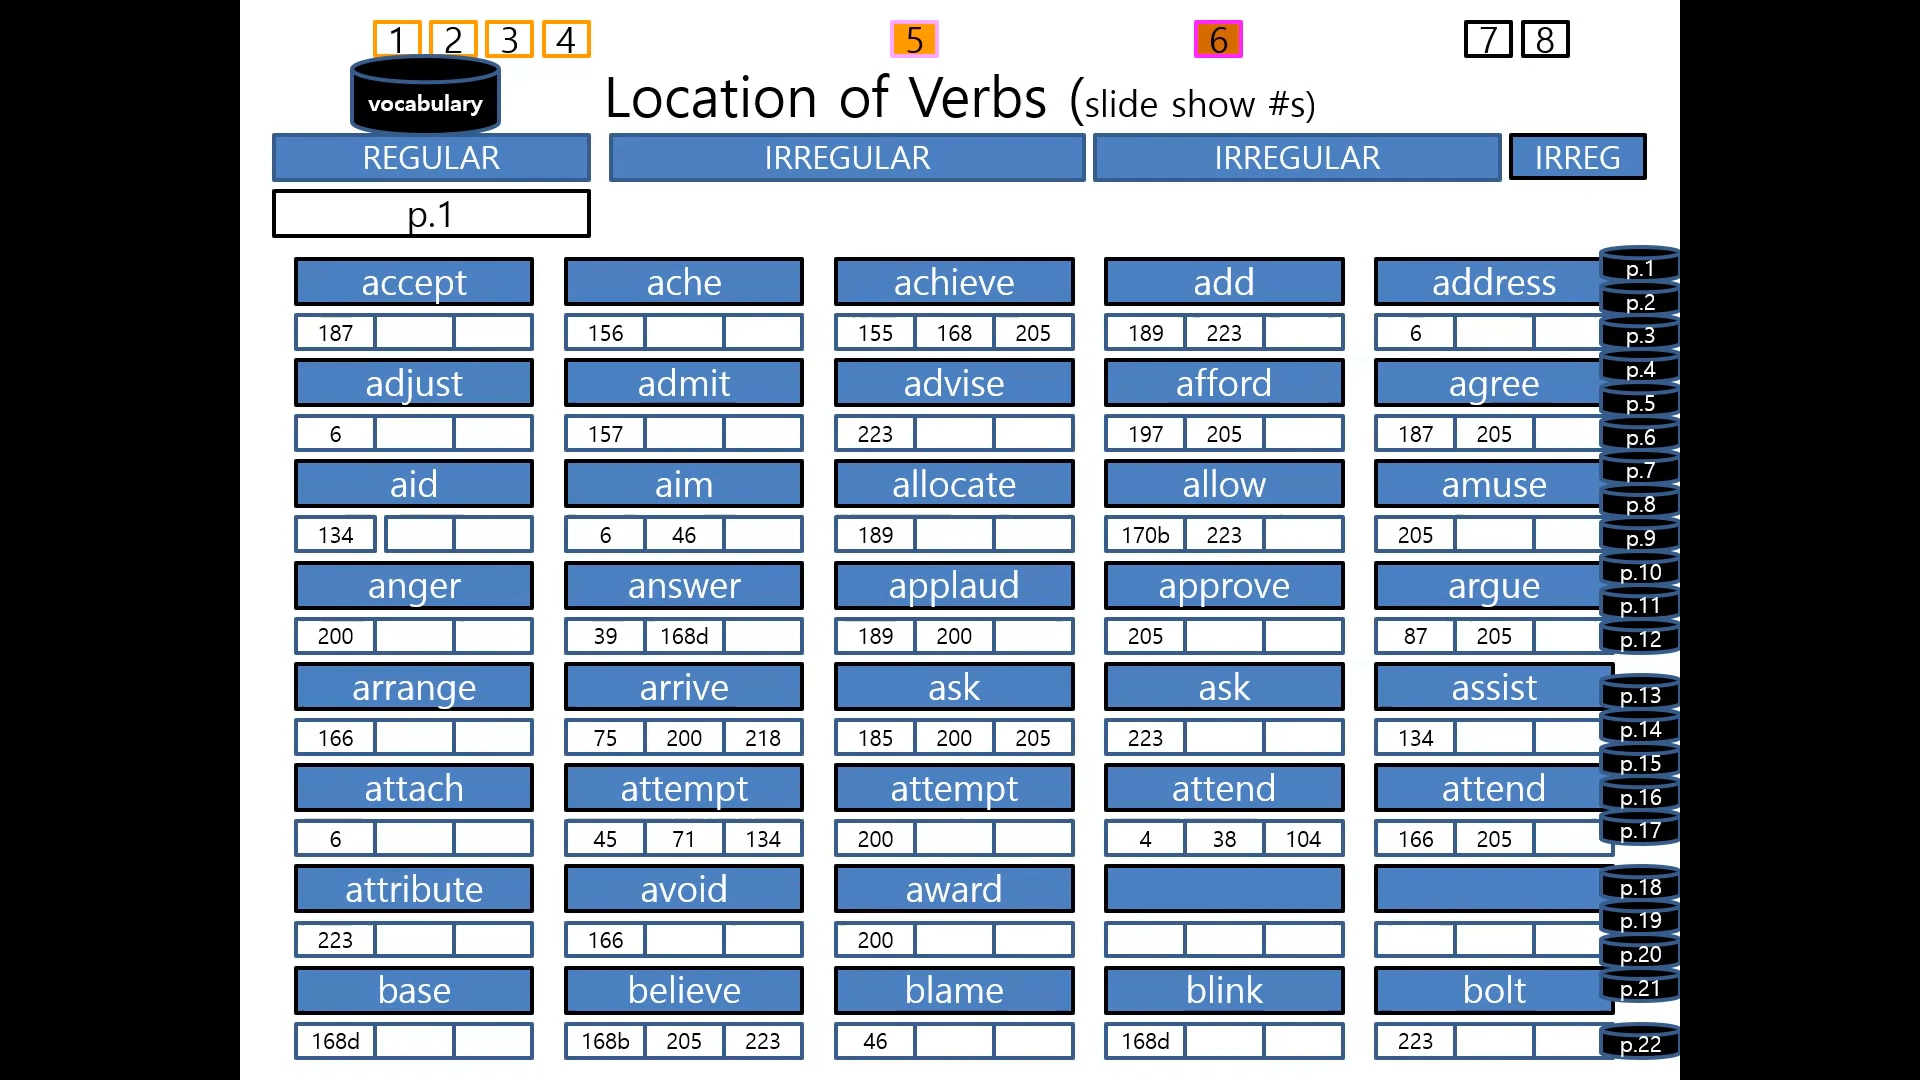 1 2 3 4 5 6 7 8
vocabulary
Location of Verbs (slide show #s)
REGULAR IRREGULAR IRREGULAR IRREG
p.1
accept ache achieve add address p.1
p.2
187 156 155 168 205 189 223 6 p.3
adjust admit advise afford agree p.4
p.5
6 157 223 197 205 187 205 p.6
aid aim allocate allow amuse p.7
p.8
134 6 46 189 170b 223 205 p.9
anger answer applaud approve argue p.10
p.11
200 39 168d 189 200 205 87 205 p.12
arrange arrive ask ask assist p.13
166 75 200 218 185 200 205 223 134 p.14
p.15
attach attempt attempt attend attend p.16
6 45 71 134 200 4 38 104 166 205 p.17
attribute avoid award p.18
p.19
223 166 200 p.20
base believe blame blink bolt p.21
168d 168b 205 223 46 168d 223 p.22